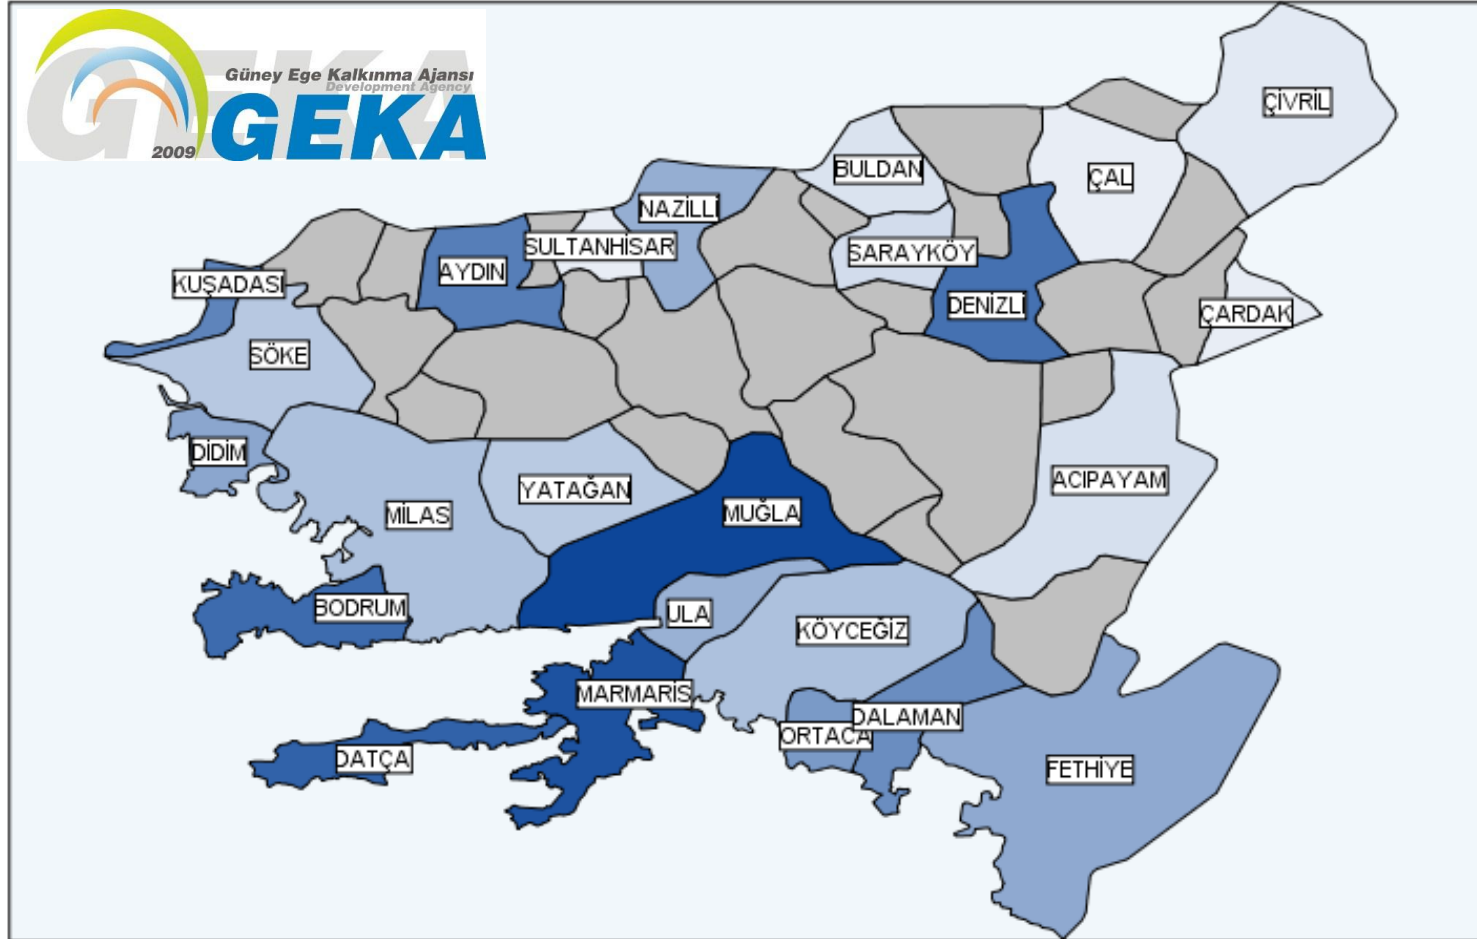 Güney Ege Kalkınma Ajansı
Development Agency
GEKA
2009
ÇİVRİL
BULDAN
ÇAL
NAZİLLİ
SULTANHİSAR
SARAYKÖY
AYDIN
KUŞADASI
DENİZLİ
ÇARDAK
SÖKE
DİDİM
ACIPAYAM
YATAĞAN
MİLAS
MUĞLA
BODRUM
ULA
KÖYCEĞİZ
MARMARİS
DALAMAN
ORTACA
DATÇA
FETHİYE